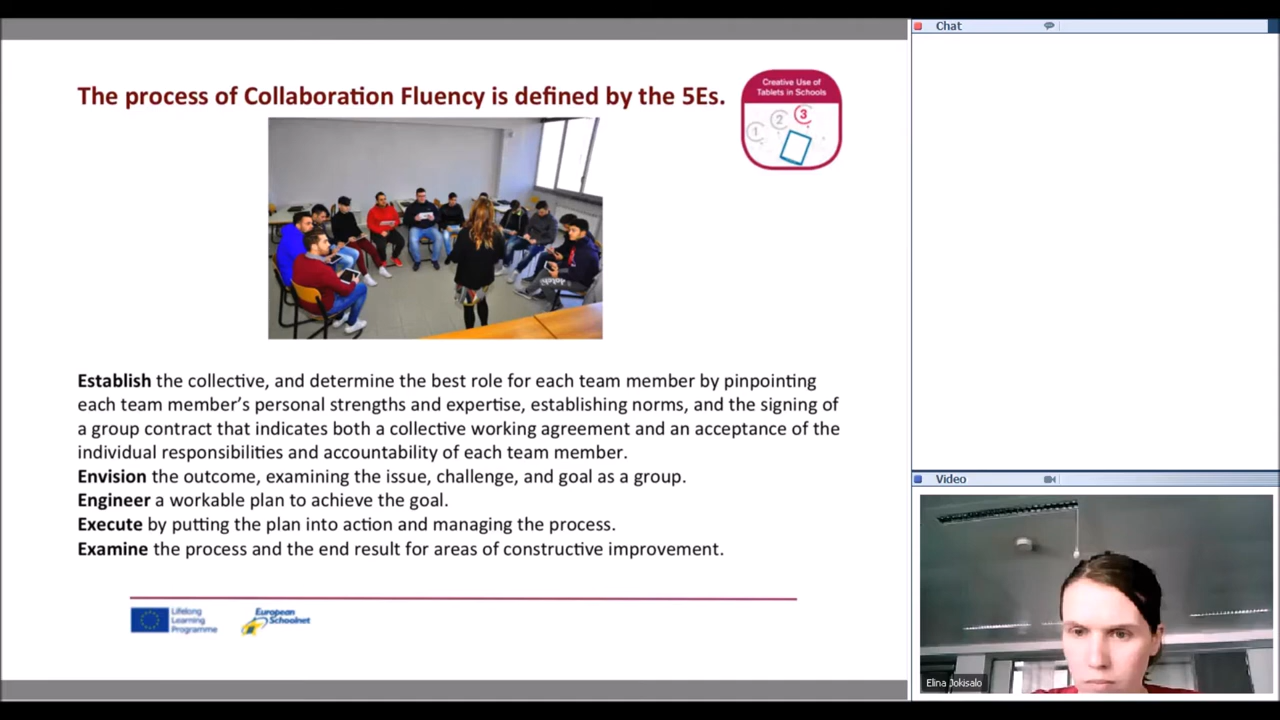 Chat
The process of Collaboration Fluency is defined by the 5Es.
Creative Use of
Tablets in Schools
1 2 3
Establish the collective, and determine the best role for each team member by pinpointing
each team member’s personal strengths and expertise, establishing norms, and the signing of
a group contract that indicates both a collective working agreement and an acceptance of the
individual responsibilities and accountability of each team member.
Envision the outcome, examining the issue, challenge, and goal as a group.
Engineer a workable plan to achieve the goal.
Execute by putting the plan into action and managing the process.
Examine the process and the end result for areas of constructive improvement.
Lifelong
Learning
Programme
European
Schoolnet
Video
Elina Jokisalo